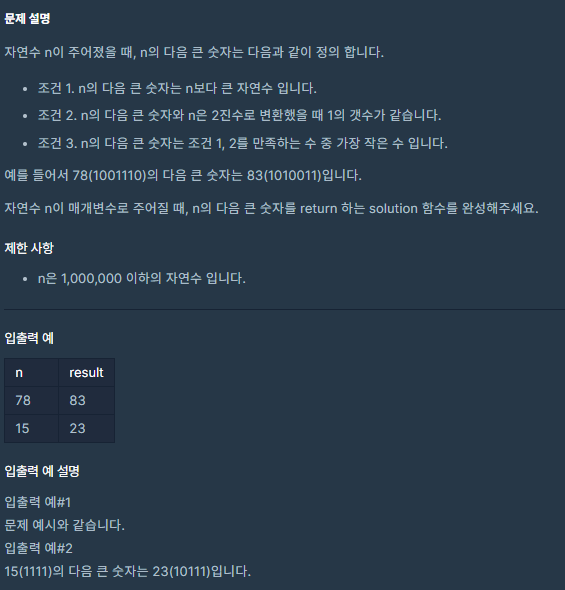 문제 설명
자연수 n이 주어졌을 때, n의 다음 큰 숫자는 다음과 같이 정의 합니다.
조건 1. n의 다음 큰 숫자는 n보다 큰 자연수 입니다.
조건 2. n의 다음 큰 숫자와 n은 2진수로 변환했을 때 1의 갯수가 같습니다.
조건 3. n의 다음 큰 숫자는 조건 1, 2를 만족하는 수 중 가장 작은 수 입니다.
예를 들어서 78(1001110)의 다음 큰 숫자는 83(1010011)입니다.
자연수 n이 매개변수로 주어질 때, n의 다음 큰 숫자를 return 하는 solution 함수를 완성해주세요.
제한 사항
n은 1,000,000 이하의 자연수 입니다.
입출력 예
n result
78 83
15 23
입출력 예 설명
입출력 예#1
문제 예시와 같습니다.
입출력 예#2
15(1111)의 다음 큰 숫자는 23(10111)입니다.